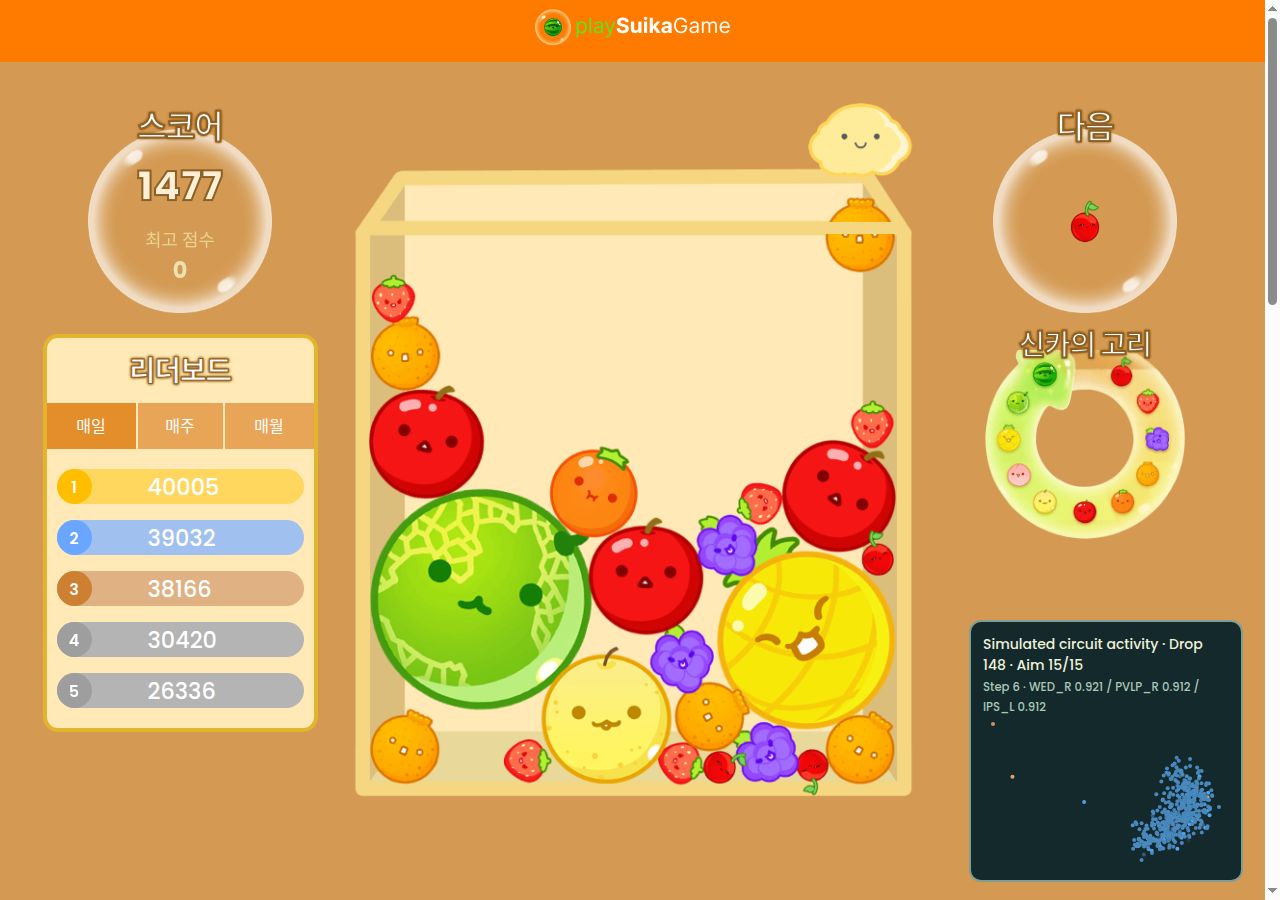 playSuikaGame
스코어
1477
최고 점수
0
다음
신카의 고리
리더보드
매일 매주 매월
1 40005
2 39032
3 38166
4 30420
5 26336
Simulated circuit activity · Drop
148 · Aim 15/15
Step 6 · WED_R 0.921 / PVLP_R 0.912 /
IPS_L 0.912